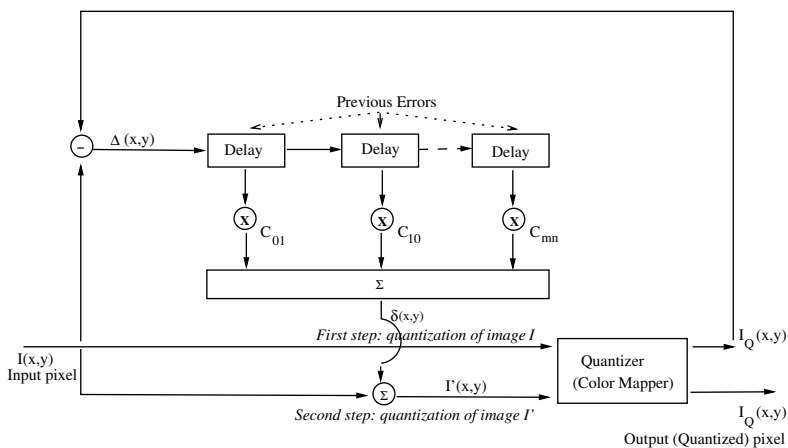 Previous Errors
Δ (x,y)
−
Delay
Delay
Delay
X
X
X
C01
C10
Cmn
Σ
δ(x,y)
First step: quantization of image I
I(x,y)
Input pixel
Quantizer
(Color Mapper)
IQ(x,y)
Σ
I'(x,y)
Second step: quantization of image I'
IQ(x,y)
Output (Quantized) pixel